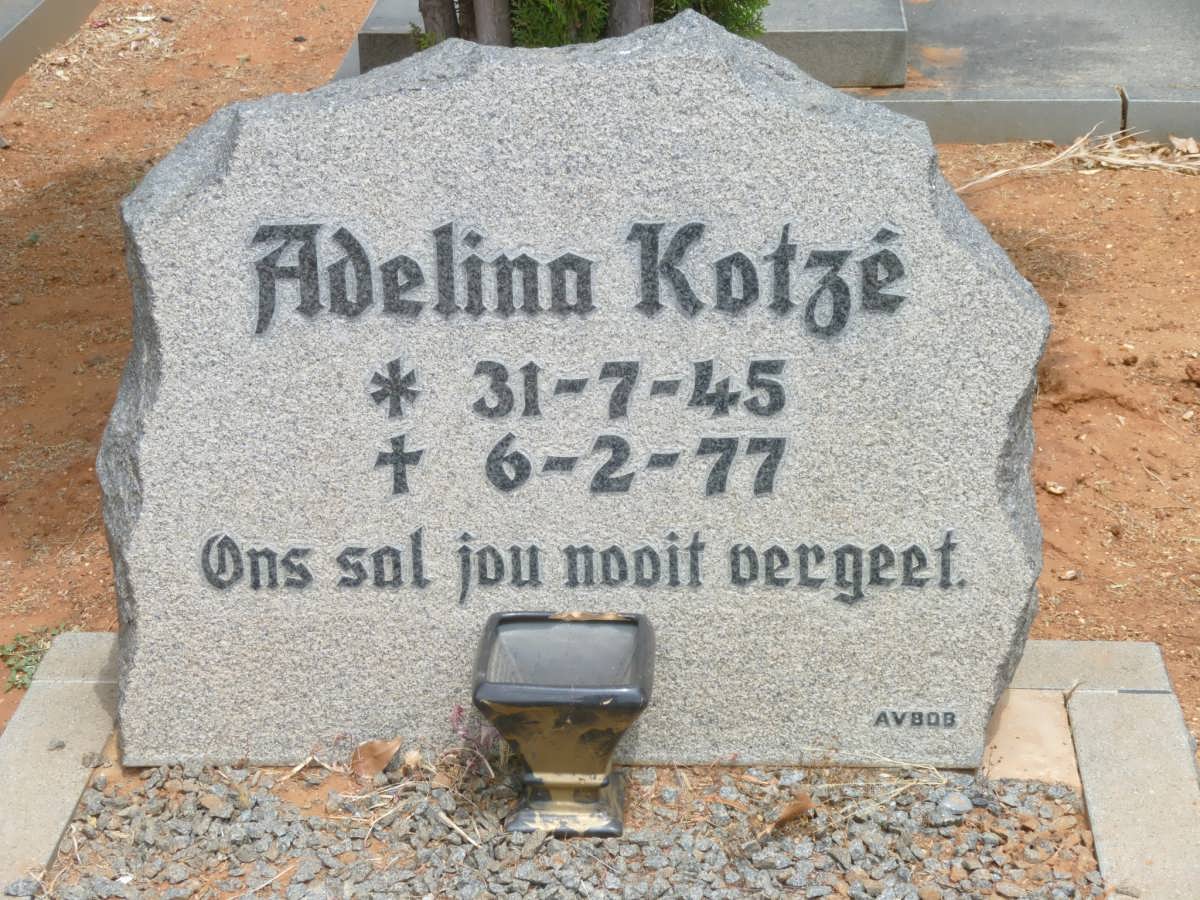 Adelina Kotzé
* 31-7-45
† 6-2-77
Ons sal jou nooit vergeet.
AVBOB